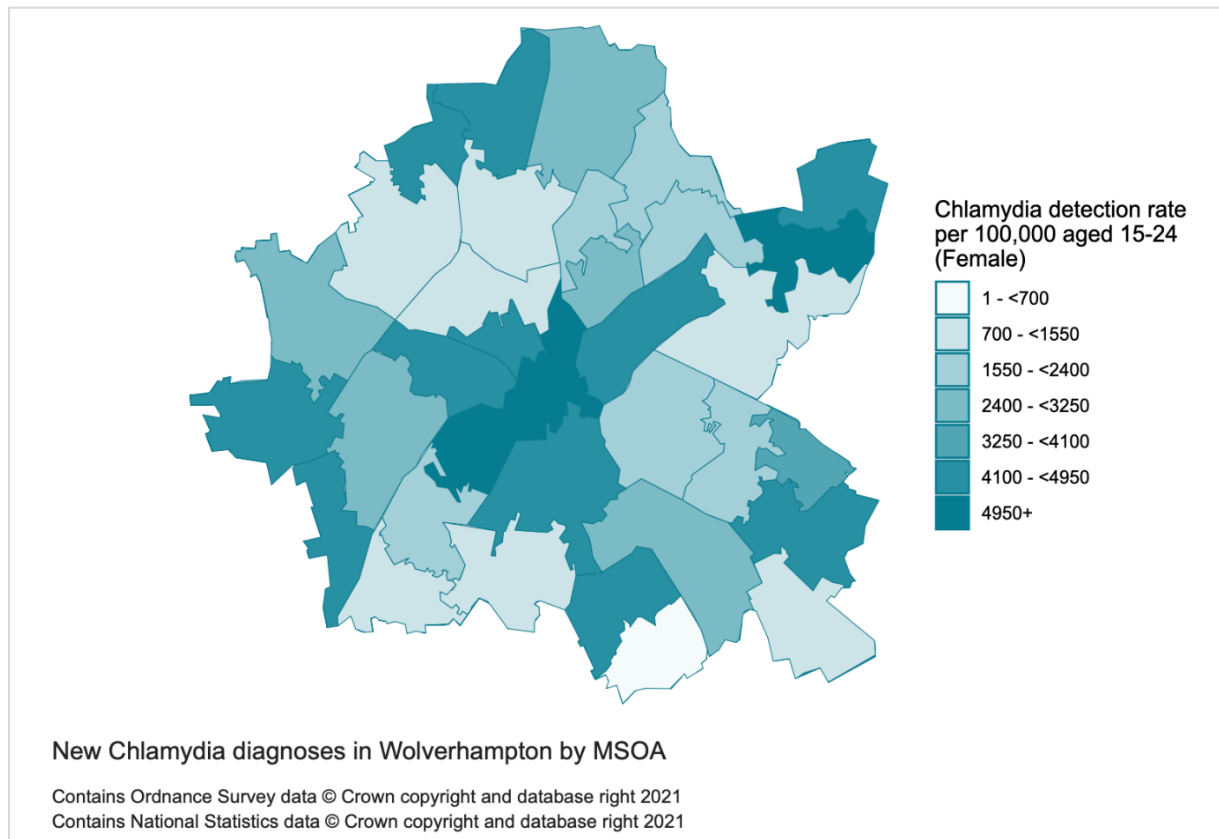 Chlamydia detection rate
per 100,000 aged 15-24
(Female)
1 - <700
700 - <1550
1550 - <2400
2400 - <3250
3250 - <4100
4100 - <4950
4950+
New Chlamydia diagnoses in Wolverhampton by MSOA
Contains Ordnance Survey data © Crown copyright and database right 2021
Contains National Statistics data © Crown copyright and database right 2021